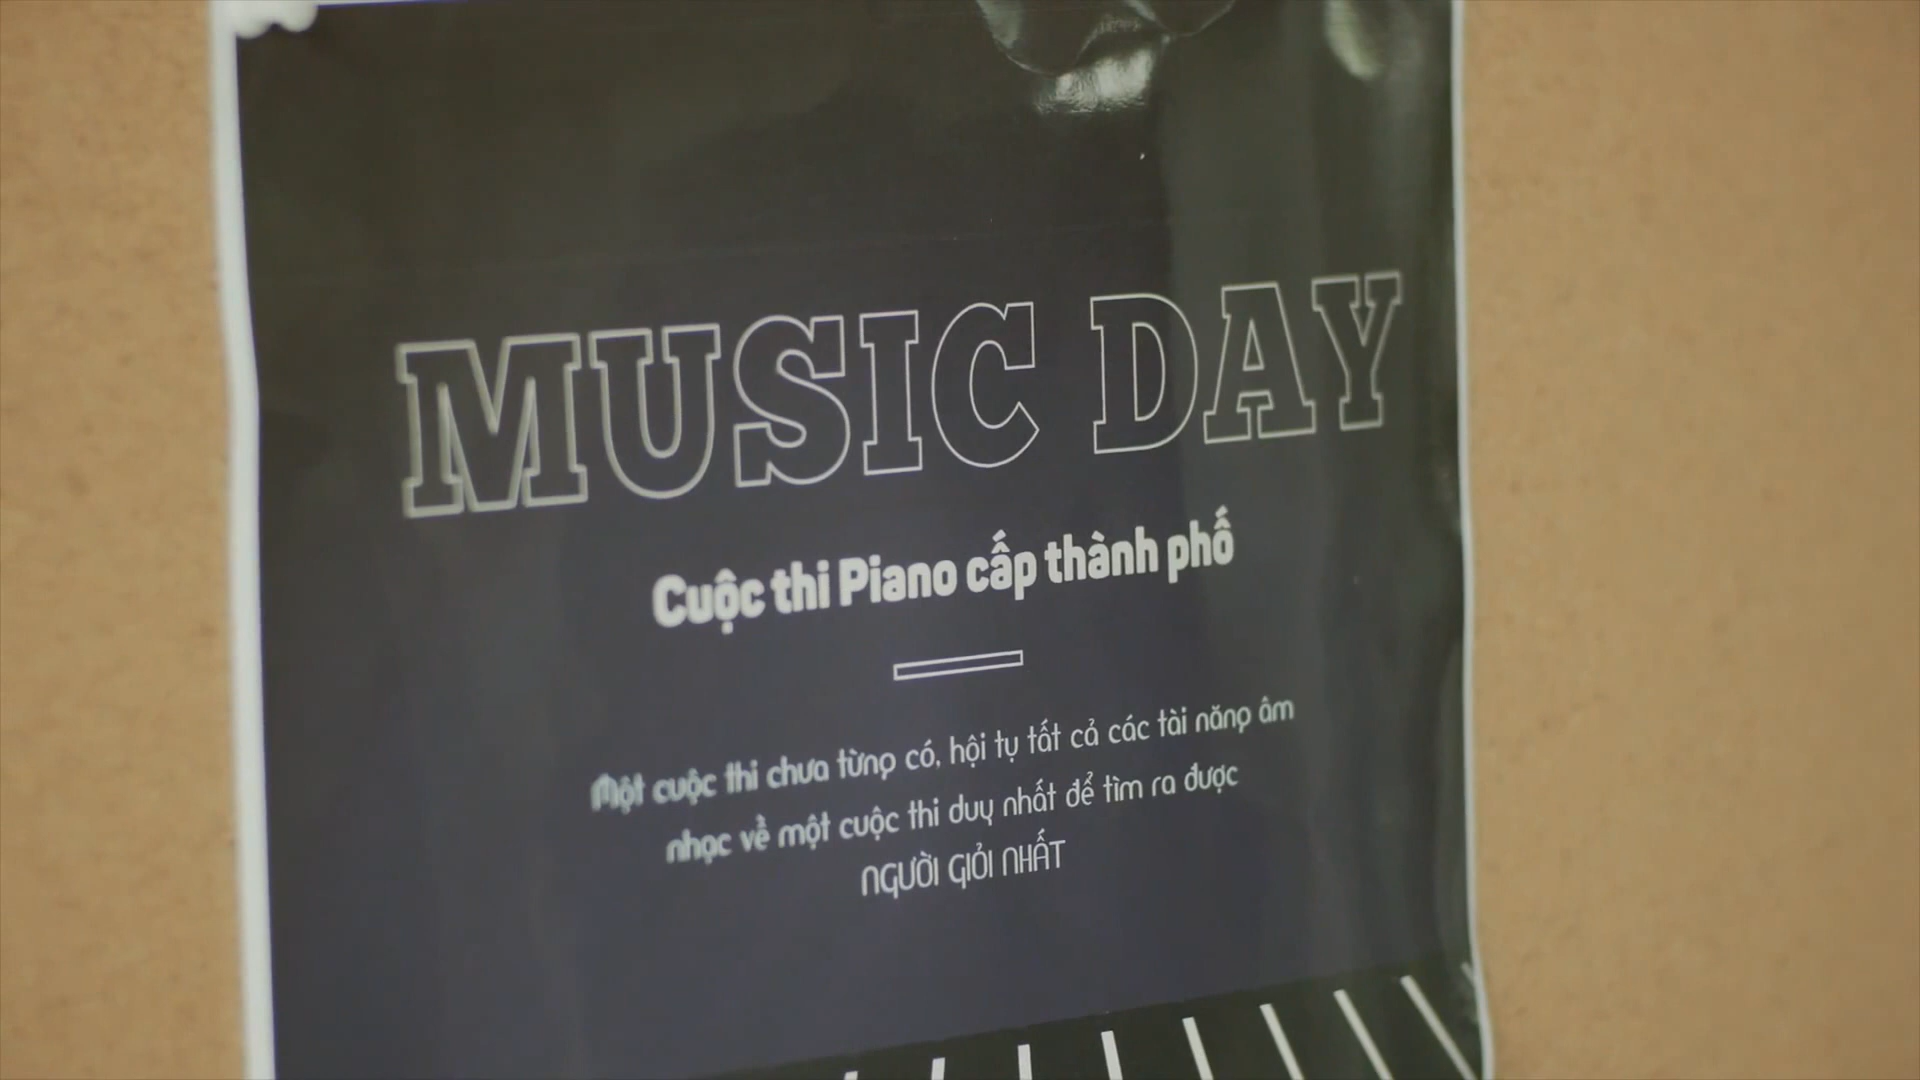 MUSIC DAY
Cuộc thi Piano cấp thành phố
Một cuộc thi chưa từng có, hội tụ tất cả các tài năng âm
nhạc về một cuộc thi duy nhất để tìm ra được
NGƯỜI GIỎI NHẤT